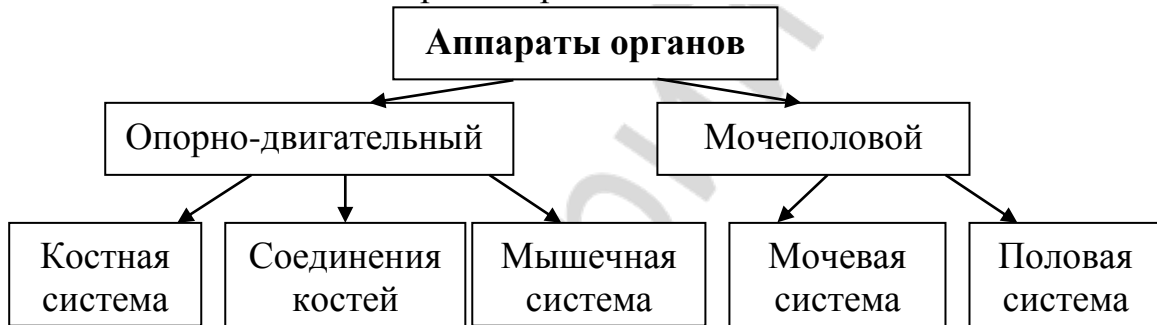 Аппараты органов
Опорно-двигательный
Мочеполовой
Костная
система
Соединения
костей
Мышечная
система
Мочевая
система
Половая
система